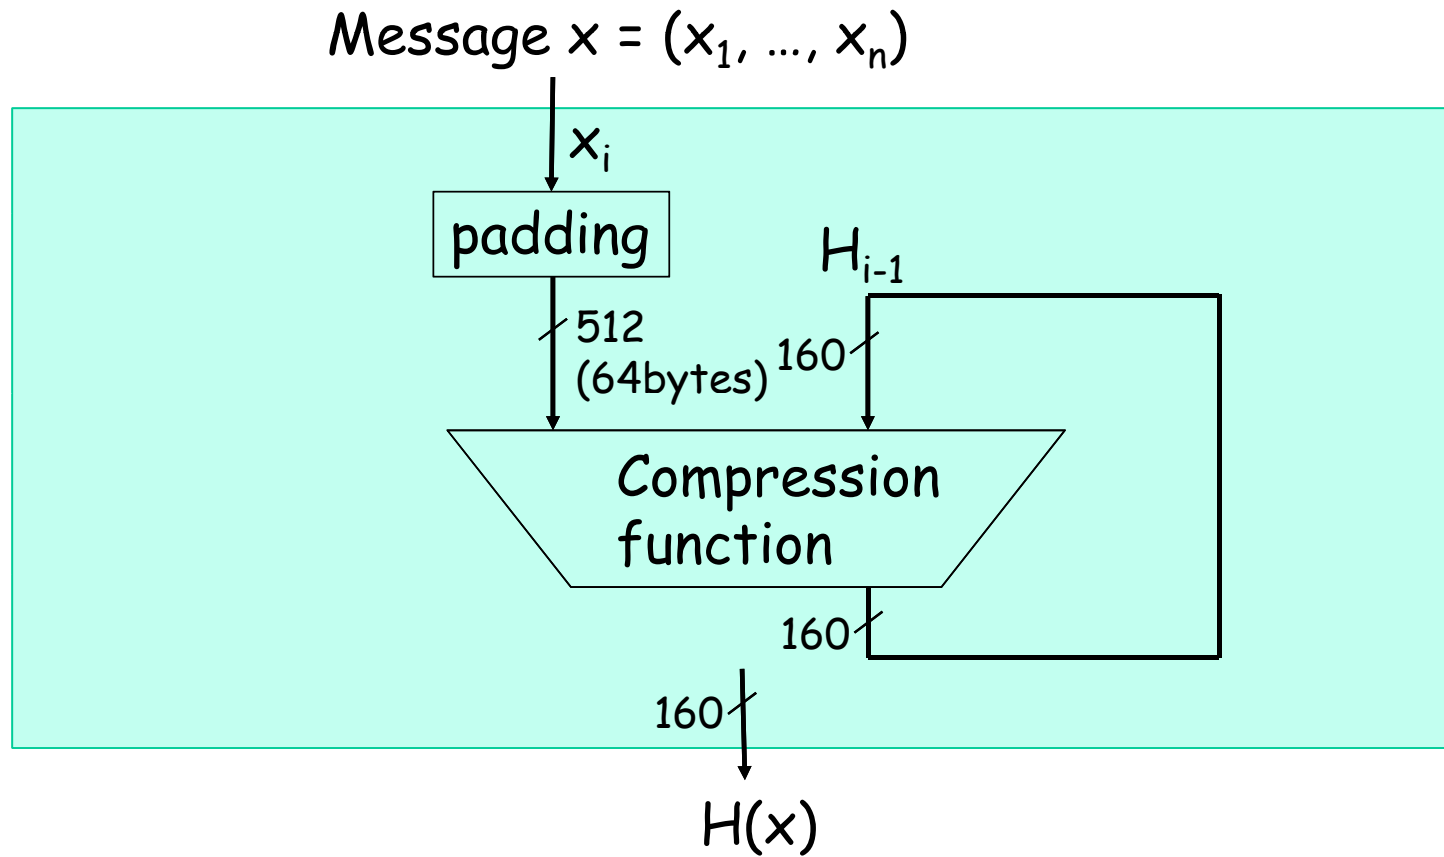 Message x = (x₁, …, xₙ)
xᵢ
padding
Hᵢ₋₁
512
(64bytes)
160
Compression
function
160
160
H(x)